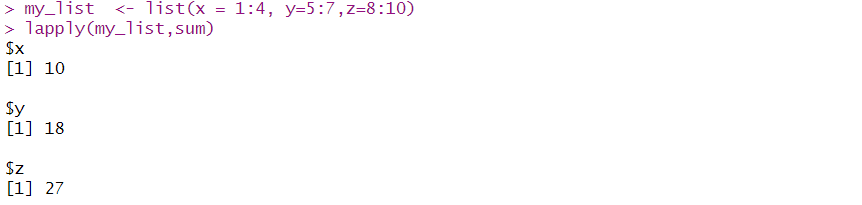 > my_list  <- list(x = 1:4, y=5:7,z=8:10)
> lapply(my_list,sum)
$x
[1] 10
$y
[1] 18
$z
[1] 27